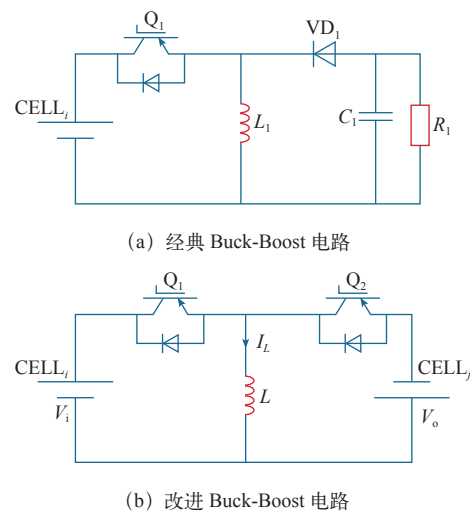 Q₁
VD₁
CELLᵢ
L₁
C₁
R₁
(a) 经典 Buck-Boost 电路
Q₁
Q₂
CELLᵢ
I_L
CELLⱼ
L
Vᵢ
Vₒ
(b) 改进 Buck-Boost 电路